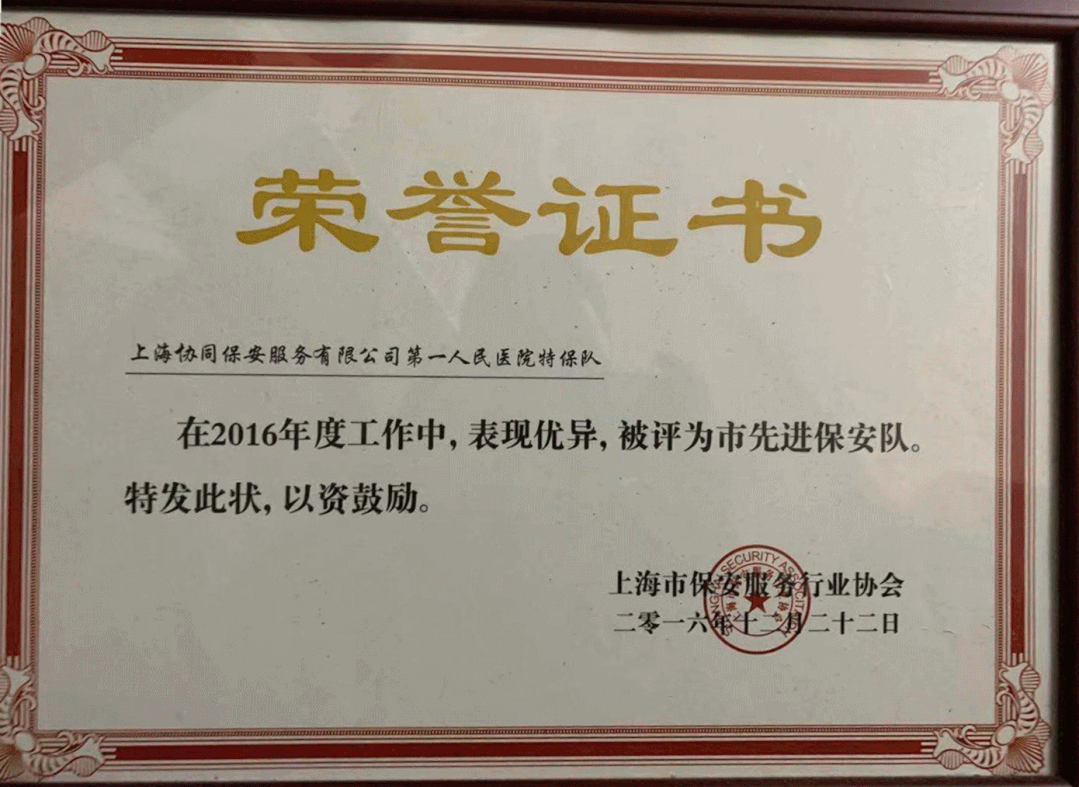 荣誉证书
上海协同保安服务有限公司第一人民医院特保队
在2016年度工作中，表现优异，被评为市先进保安队。
特发此状，以资鼓励。
上海市保安服务行业协会
二零一六年十二月二十二日